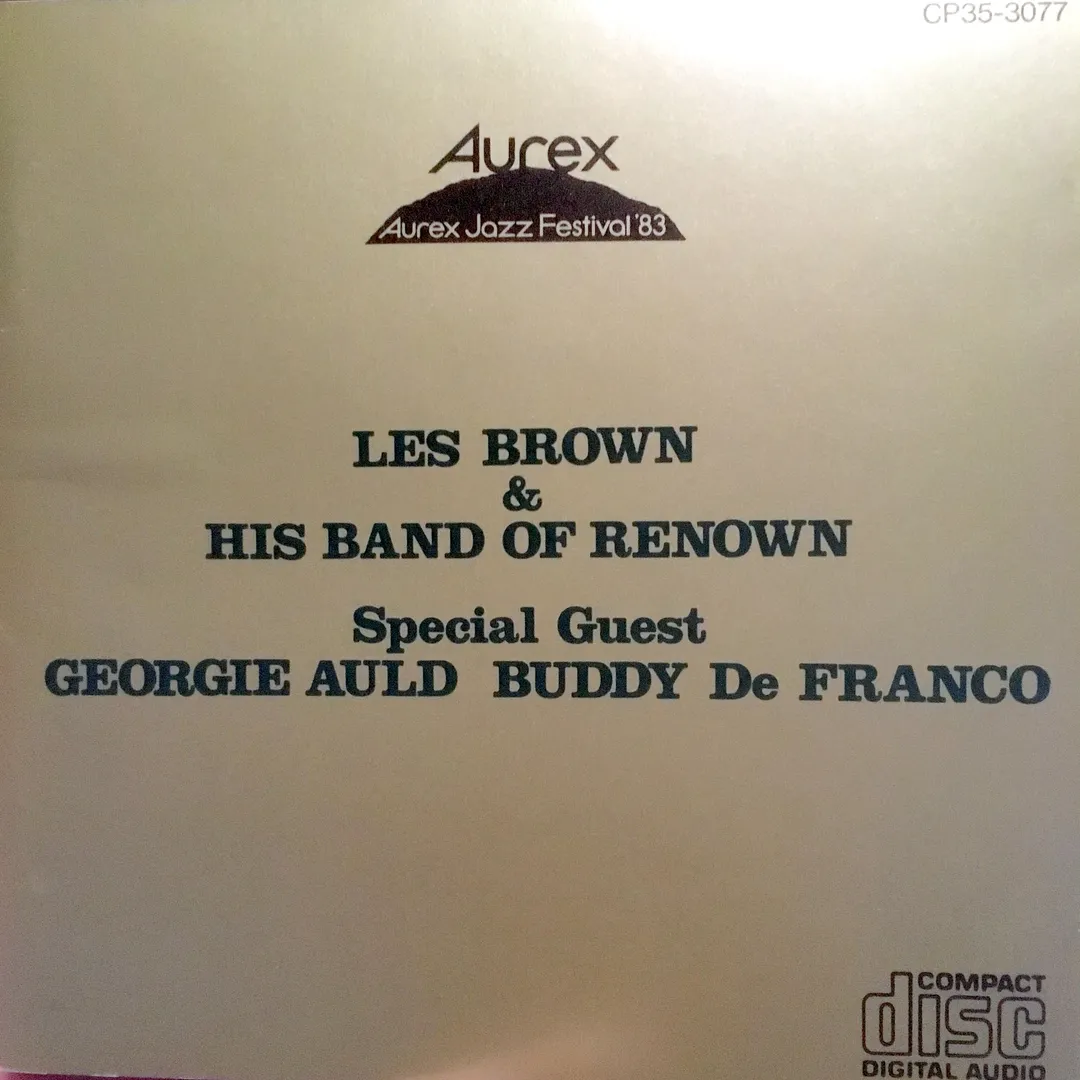 CP35-3077
Aurex
Aurex Jazz Festival '83
LES BROWN
&
HIS BAND OF RENOWN
Special Guest
GEORGIE AULD BUDDY De FRANCO
COMPACT
disc
DIGITAL AUDIO